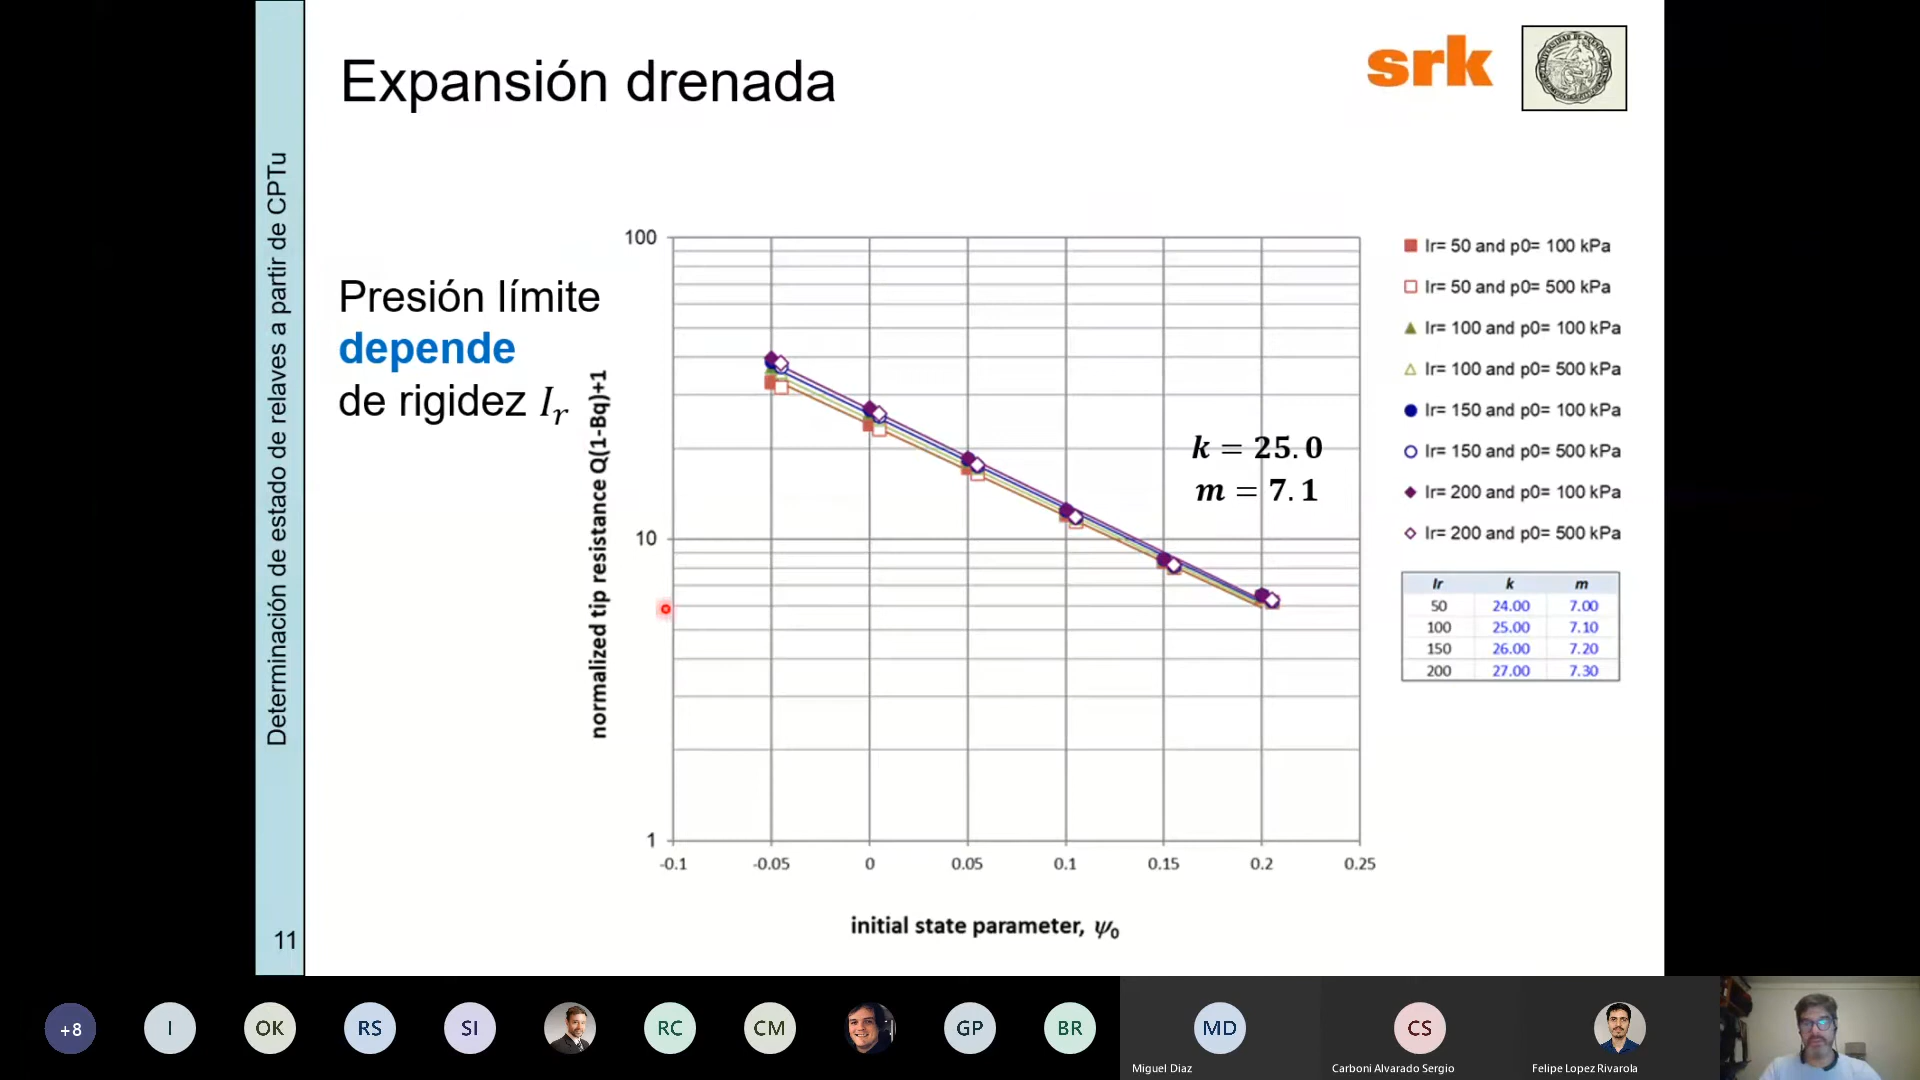 Expansión drenada
srk
Determinación de estado de relaves a partir de CPTu
11
Presión límite
depende
de rigidez Ir
normalized tip resistance Q(1-Bq)+1
100
10
1
-0.1 -0.05 0 0.05 0.1 0.15 0.2 0.25
initial state parameter, ψ0
k = 25.0
m = 7.1
Ir= 50 and p0= 100 kPa
Ir= 50 and p0= 500 kPa
Ir= 100 and p0= 100 kPa
Ir= 100 and p0= 500 kPa
Ir= 150 and p0= 100 kPa
Ir= 150 and p0= 500 kPa
Ir= 200 and p0= 100 kPa
Ir= 200 and p0= 500 kPa
Ir k m
50 24.00 7.00
100 25.00 7.10
150 26.00 7.20
200 27.00 7.30
+8 I OK RS SI RC CM GP BR MD CS
Miguel Diaz Carboni Alvarado Sergio Felipe Lopez Rivarola